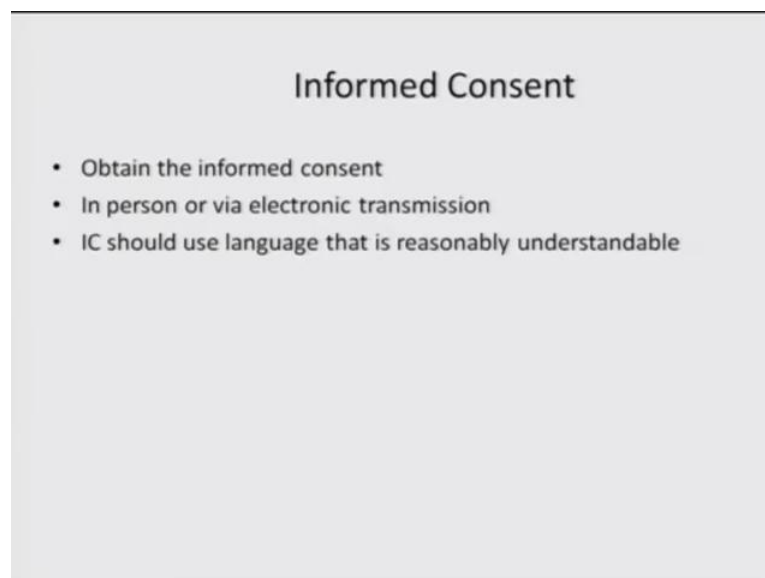 Informed Consent
• Obtain the informed consent
• In person or via electronic transmission
• IC should use language that is reasonably understandable